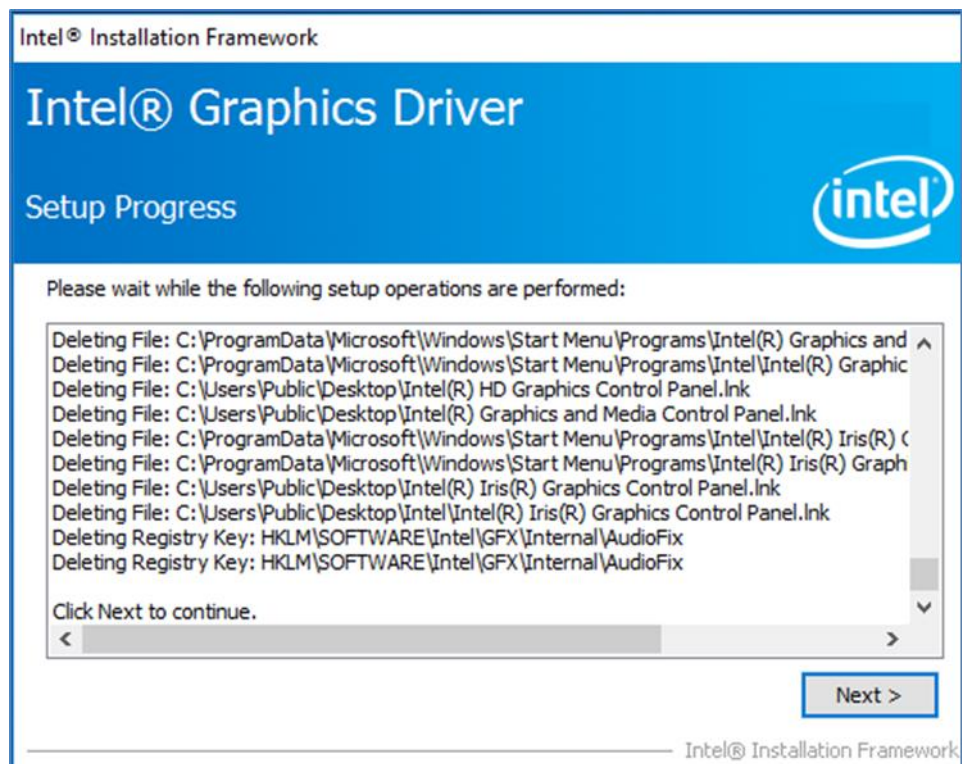 Intel® Installation Framework
Intel® Graphics Driver
Setup Progress
intel
Please wait while the following setup operations are performed:
Deleting File: C:\ProgramData\Microsoft\Windows\Start Menu\Programs\Intel(R) Graphics and
Deleting File: C:\ProgramData\Microsoft\Windows\Start Menu\Programs\Intel\Intel(R) Graphic
Deleting File: C:\Users\Public\Desktop\Intel(R) HD Graphics Control Panel.lnk
Deleting File: C:\Users\Public\Desktop\Intel(R) Graphics and Media Control Panel.lnk
Deleting File: C:\ProgramData\Microsoft\Windows\Start Menu\Programs\Intel\Intel(R) Iris(R) G
Deleting File: C:\ProgramData\Microsoft\Windows\Start Menu\Programs\Intel(R) Iris(R) Graph
Deleting File: C:\Users\Public\Desktop\Intel(R) Iris(R) Graphics Control Panel.lnk
Deleting File: C:\Users\Public\Desktop\Intel\Intel(R) Iris(R) Graphics Control Panel.lnk
Deleting Registry Key: HKLM\SOFTWARE\Intel\GFX\Internal\AudioFix
Deleting Registry Key: HKLM\SOFTWARE\Intel\GFX\Internal\AudioFix
Click Next to continue.
Next >
Intel® Installation Framework